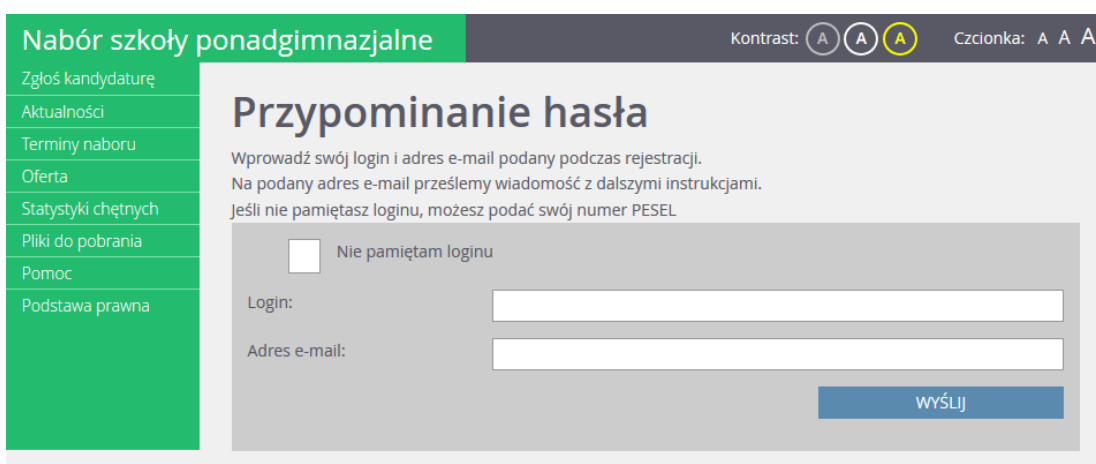 Nabór szkoły ponadgimnazjalne
Kontrast: A A A Czcionka: A A A
Zgłoś kandydaturę
Aktualności
Terminy naboru
Oferta
Statystyki chętnych
Pliki do pobrania
Pomoc
Podstawa prawna
Przypominanie hasła
Wprowadź swój login i adres e-mail podany podczas rejestracji.
Na podany adres e-mail prześlemy wiadomość z dalszymi instrukcjami.
Jeśli nie pamiętasz loginu, możesz podać swój numer PESEL
Nie pamiętam loginu
Login:
Adres e-mail:
WYŚLIJ